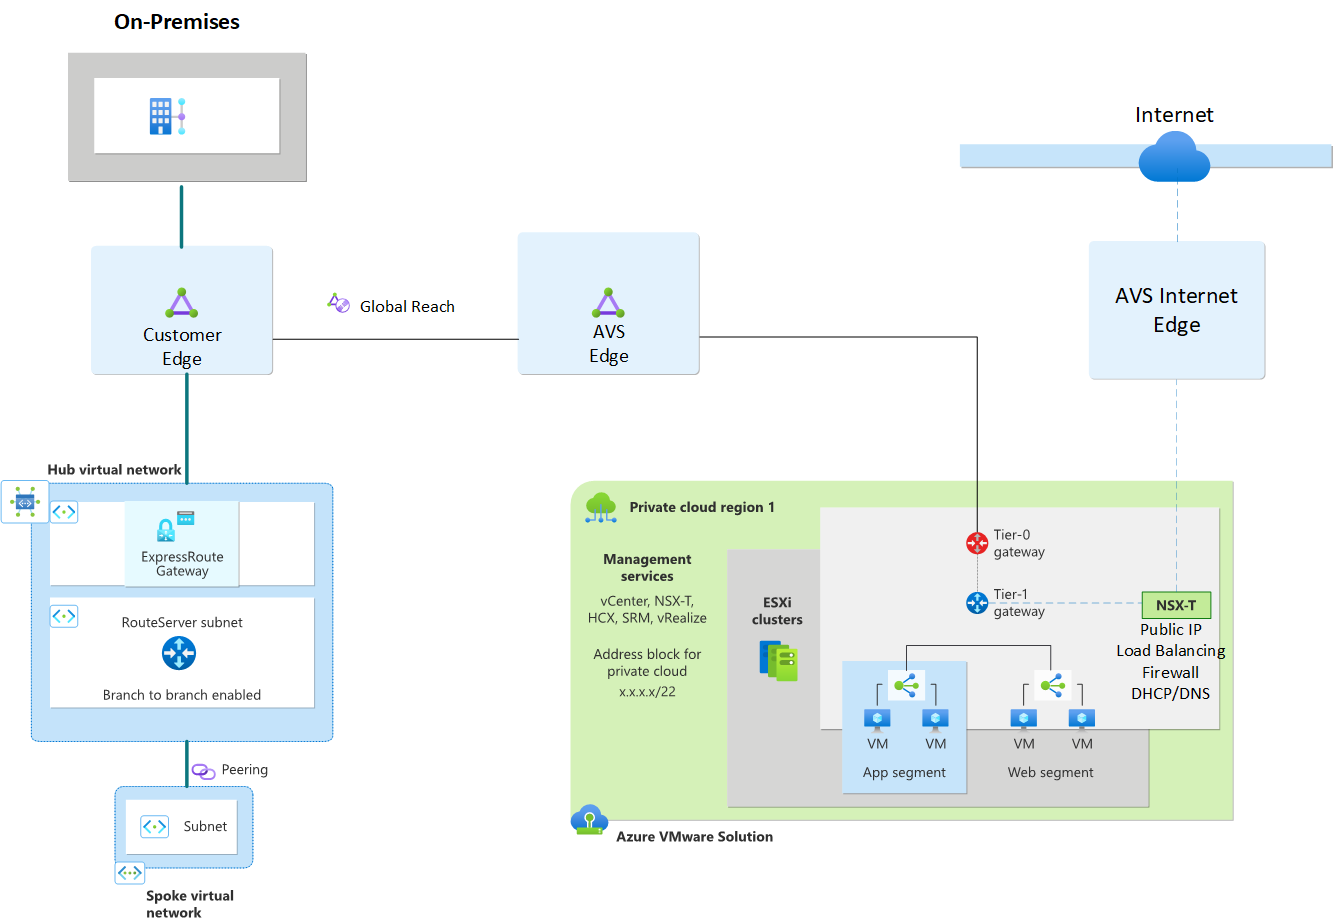 On-Premises
Internet
Customer
Edge
Global Reach
AVS
Edge
AVS Internet
Edge
Hub virtual network
ExpressRoute
Gateway
RouteServer subnet
Branch to branch enabled
Peering
Subnet
Spoke virtual
network
Private cloud region 1
Management
services
vCenter, NSX-T,
HCX, SRM, vRealize
Address block for
private cloud
x.x.x.x/22
ESXi
clusters
Tier-0
gateway
Tier-1
gateway
NSX-T
Public IP
Load Balancing
Firewall
DHCP/DNS
VM
VM
VM
VM
App segment
Web segment
Azure VMware Solution